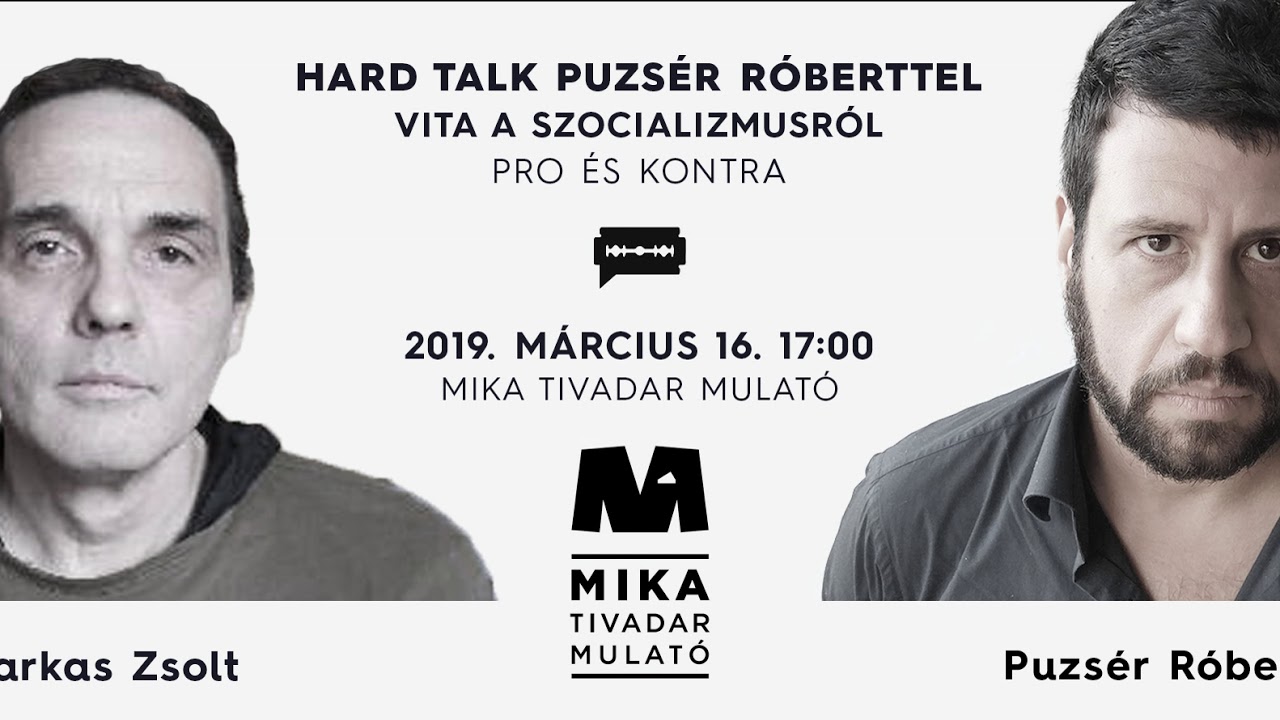 HARD TALK PUZSÉR RÓBERTTEL
VITA A SZOCIALIZMUSRÓL
PRO ÉS KONTRA
2019. MÁRCIUS 16. 17:00
MIKA TIVADAR MULATÓ
M
MIKA
TIVADAR
MULATÓ
arkas Zsolt
Puzsér Róbe